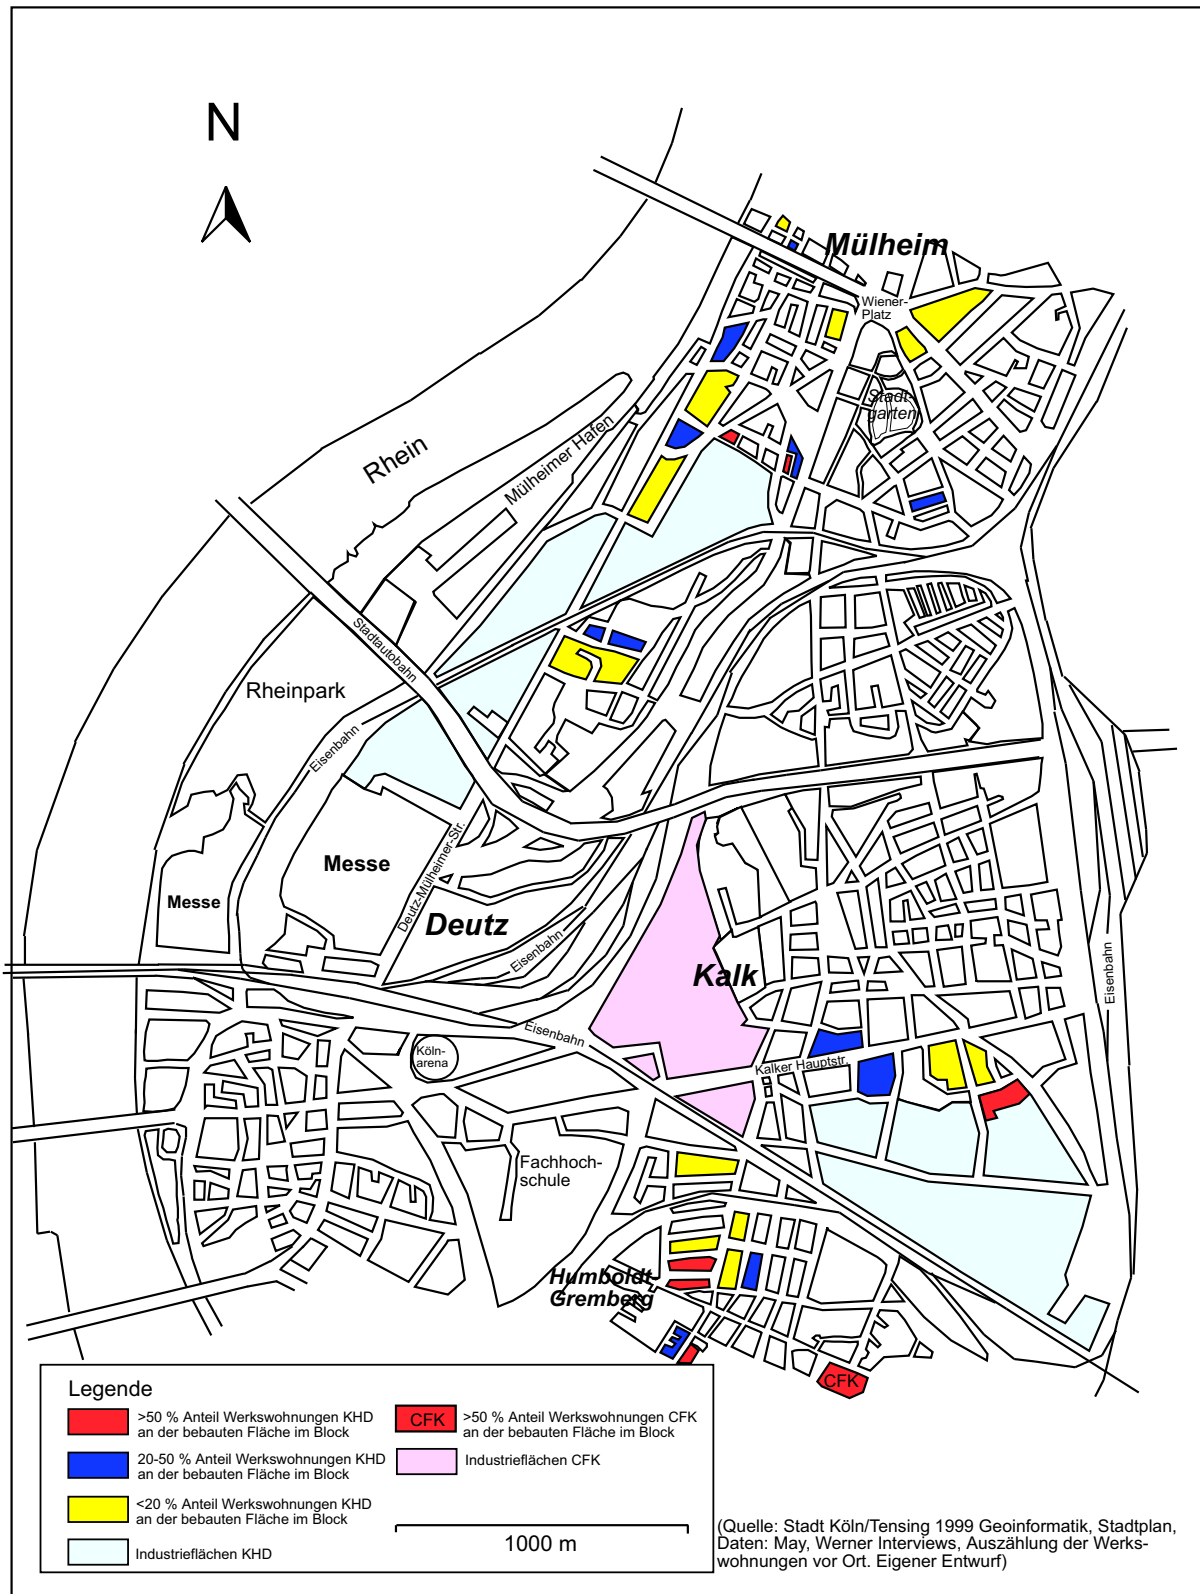 N
Mülheim
Wiener-
Platz
Stadt-
garten
Rhein
Mülheimer Hafen
Stadtautobahn
Rheinpark
Eisenbahn
Messe
Messe
Deutz-Mülheimer-Str.
Deutz
Eisenbahn
Kalk
Eisenbahn
Eisenbahn
Köln-
arena
Kalker Hauptstr.
Fachhoch-
schule
Humboldt-
Gremberg
CFK
Legende
>50 % Anteil Werkswohnungen KHD
an der bebauten Fläche im Block
20-50 % Anteil Werkswohnungen KHD
an der bebauten Fläche im Block
<20 % Anteil Werkswohnungen KHD
an der bebauten Fläche im Block
Industrieflächen KHD
CFK
>50 % Anteil Werkswohnungen CFK
an der bebauten Fläche im Block
Industrieflächen CFK
1000 m
(Quelle: Stadt Köln/Tensing 1999 Geoinformatik, Stadtplan,
Daten: May, Werner Interviews, Auszählung der Werks-
wohnungen vor Ort. Eigener Entwurf)